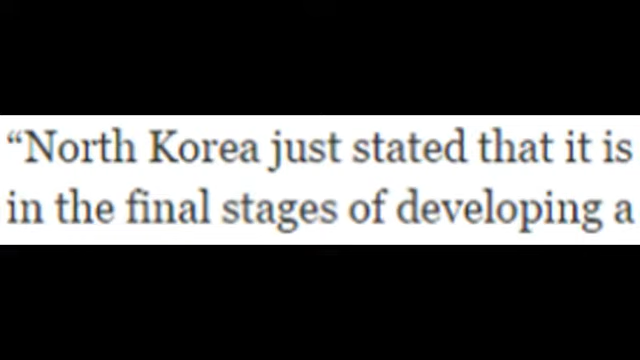 “North Korea just stated that it is
in the final stages of developing a